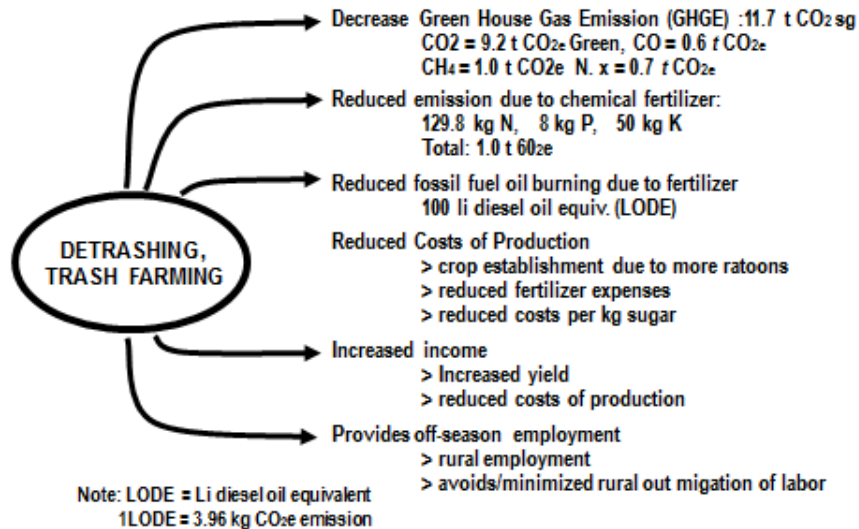 Decrease Green House Gas Emission (GHGE) :11.7 t CO₂ sg
CO2 = 9.2 t CO₂e Green, CO = 0.6 t CO₂e
CH₄ = 1.0 t CO2e N. x = 0.7 t CO₂e
Reduced emission due to chemical fertilizer:
129.8 kg N, 8 kg P, 50 kg K
Total: 1.0 t 60₂e
Reduced fossil fuel oil burning due to fertilizer
100 li diesel oil equiv. (LODE)
DETRASHING,
TRASH FARMING
Reduced Costs of Production
> crop establishment due to more ratoons
> reduced fertilizer expenses
> reduced costs per kg sugar
Increased income
> Increased yield
> reduced costs of production
Provides off-season employment
> rural employment
> avoids/minimized rural out migation of labor
Note: LODE = Li diesel oil equivalent
1LODE = 3.96 kg CO₂e emission